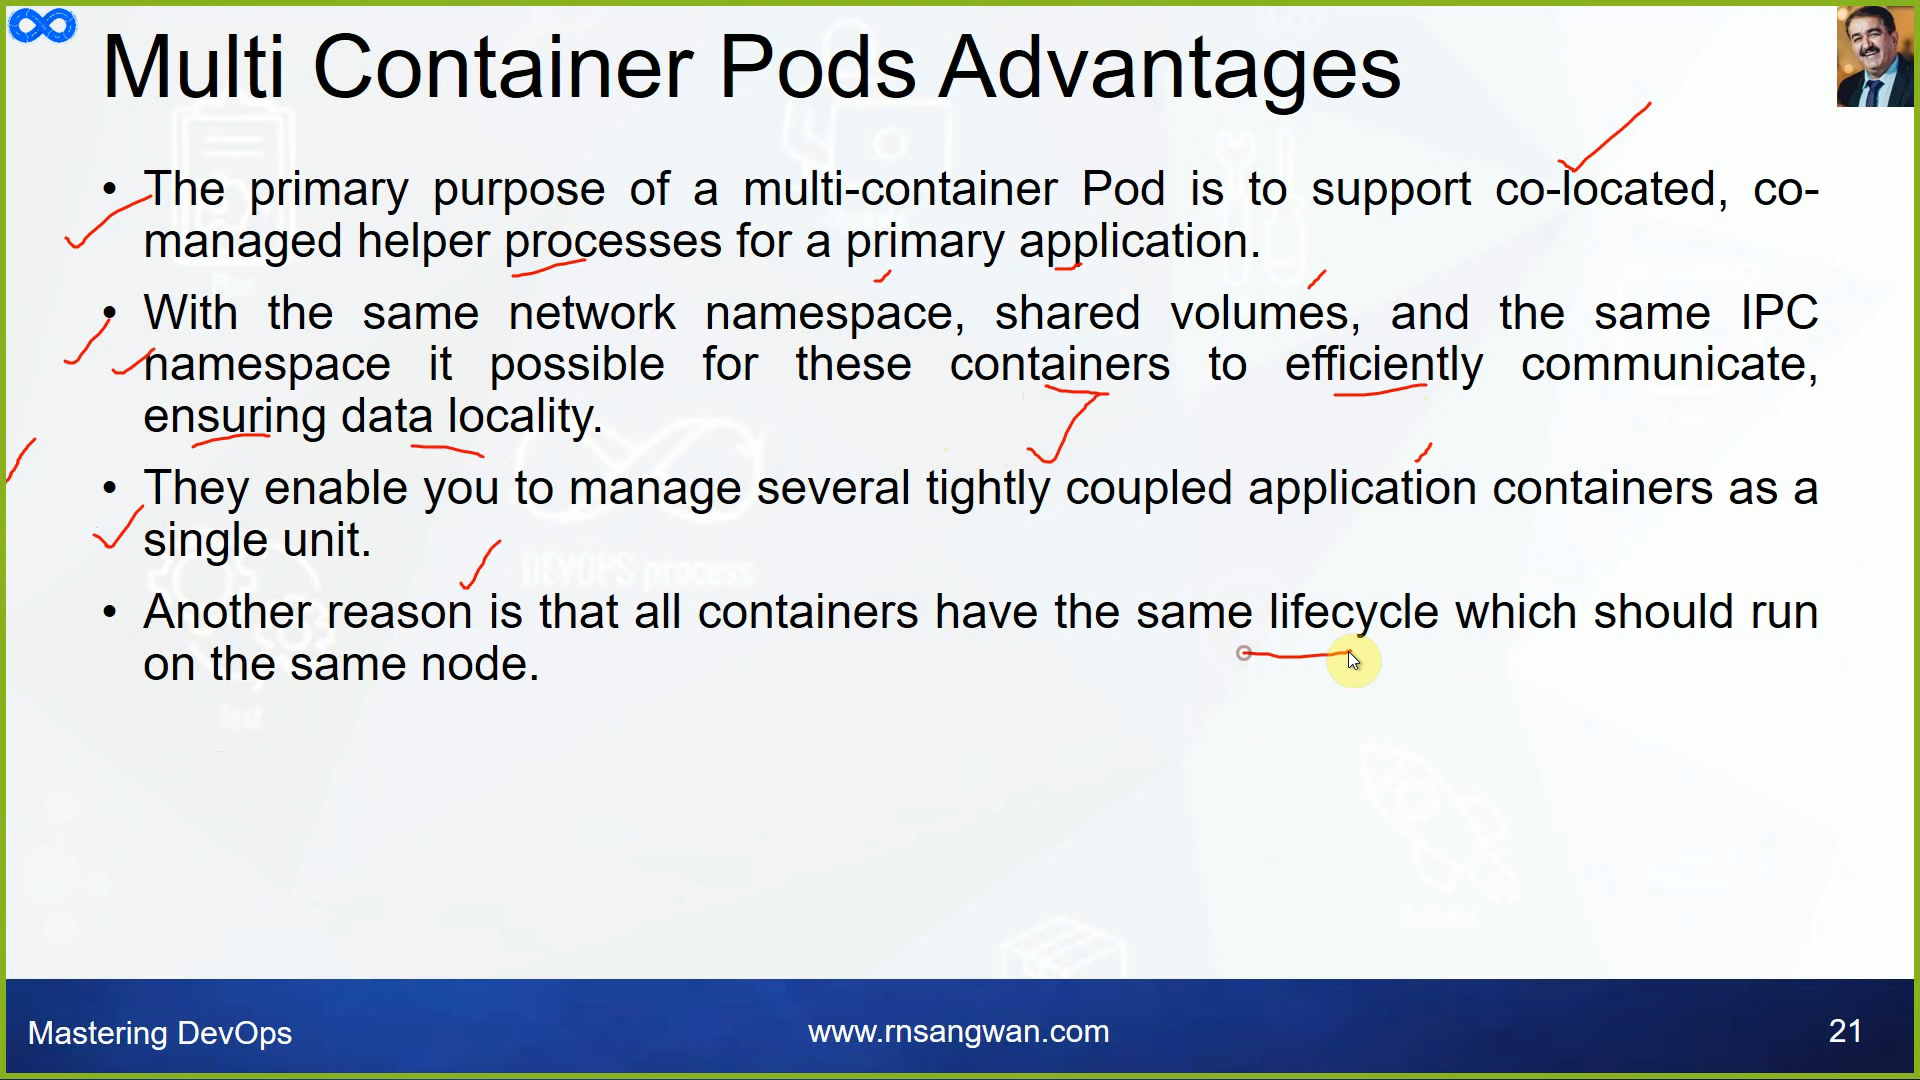 Multi Container Pods Advantages
• The primary purpose of a multi-container Pod is to support co-located, co-
managed helper processes for a primary application.
• With the same network namespace, shared volumes, and the same IPC
namespace it possible for these containers to efficiently communicate,
ensuring data locality.
• They enable you to manage several tightly coupled application containers as a
single unit.
DEVOPS process
• Another reason is that all containers have the same lifecycle which should run
on the same node.
Test
Mastering DevOps
www.rnsangwan.com
21